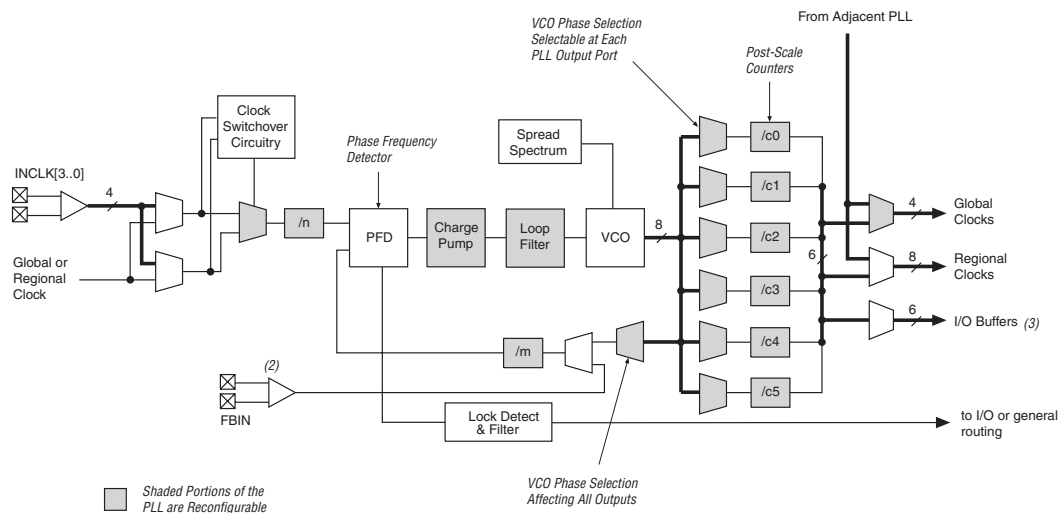 From Adjacent PLL
VCO Phase Selection
Selectable at Each
PLL Output Port
Post-Scale
Counters
Clock
Switchover
Circuitry
Phase Frequency
Detector
Spread
Spectrum
/c0
INCLK[3..0]
4
/c1
4
Global
Clocks
/n
PFD
Charge
Pump
Loop
Filter
VCO
8
/c2
6
8
Regional
Clocks
Global or
Regional
Clock
/c3
6
I/O Buffers (3)
/m
/c4
(2)
FBIN
/c5
Lock Detect
& Filter
to I/O or general
routing
VCO Phase Selection
Affecting All Outputs
Shaded Portions of the
PLL are Reconfigurable